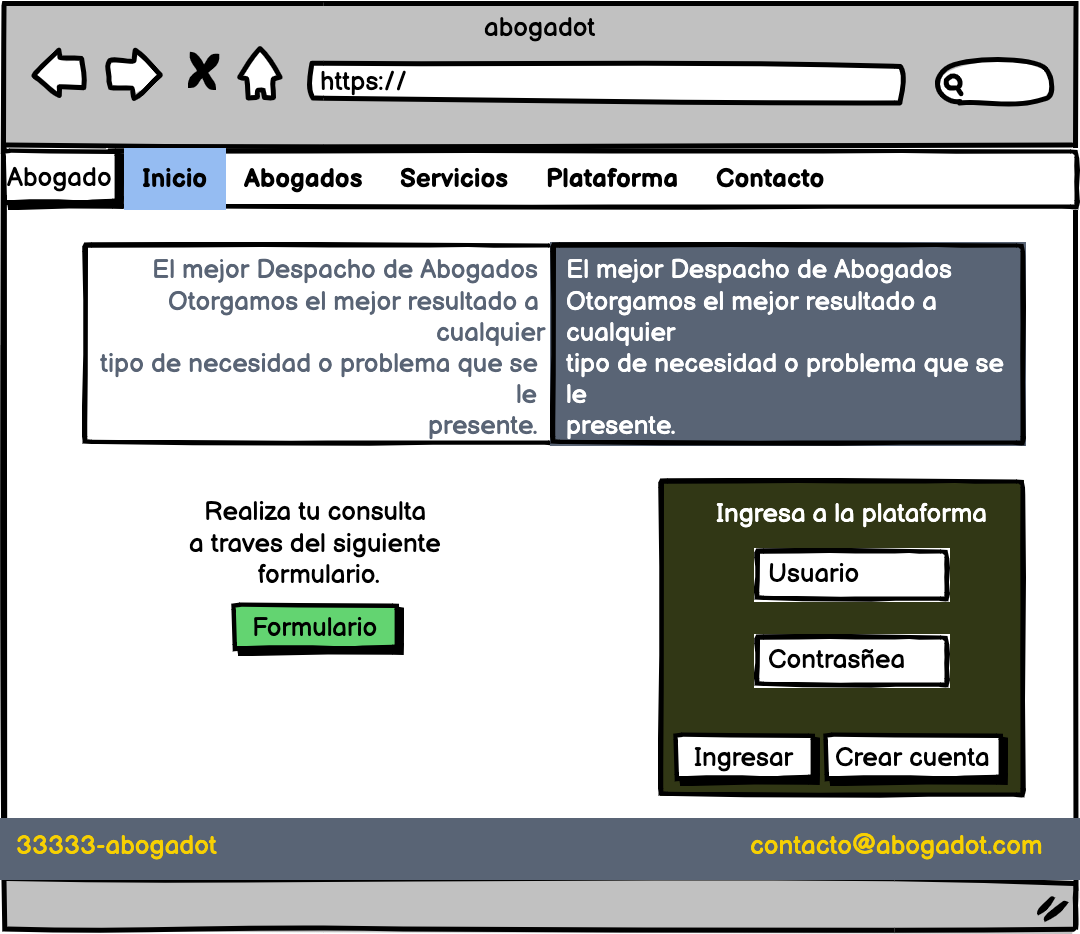 abogadot
https://
Abogado
Inicio Abogados Servicios Plataforma Contacto
El mejor Despacho de Abogados
Otorgamos el mejor resultado a
cualquier
tipo de necesidad o problema que se
le
presente.
El mejor Despacho de Abogados
Otorgamos el mejor resultado a
cualquier
tipo de necesidad o problema que se
le
presente.
Realiza tu consulta
a traves del siguiente
formulario.
Formulario
Ingresa a la plataforma
Usuario
Contrasñea
Ingresar Crear cuenta
33333-abogadot
contacto@abogadot.com